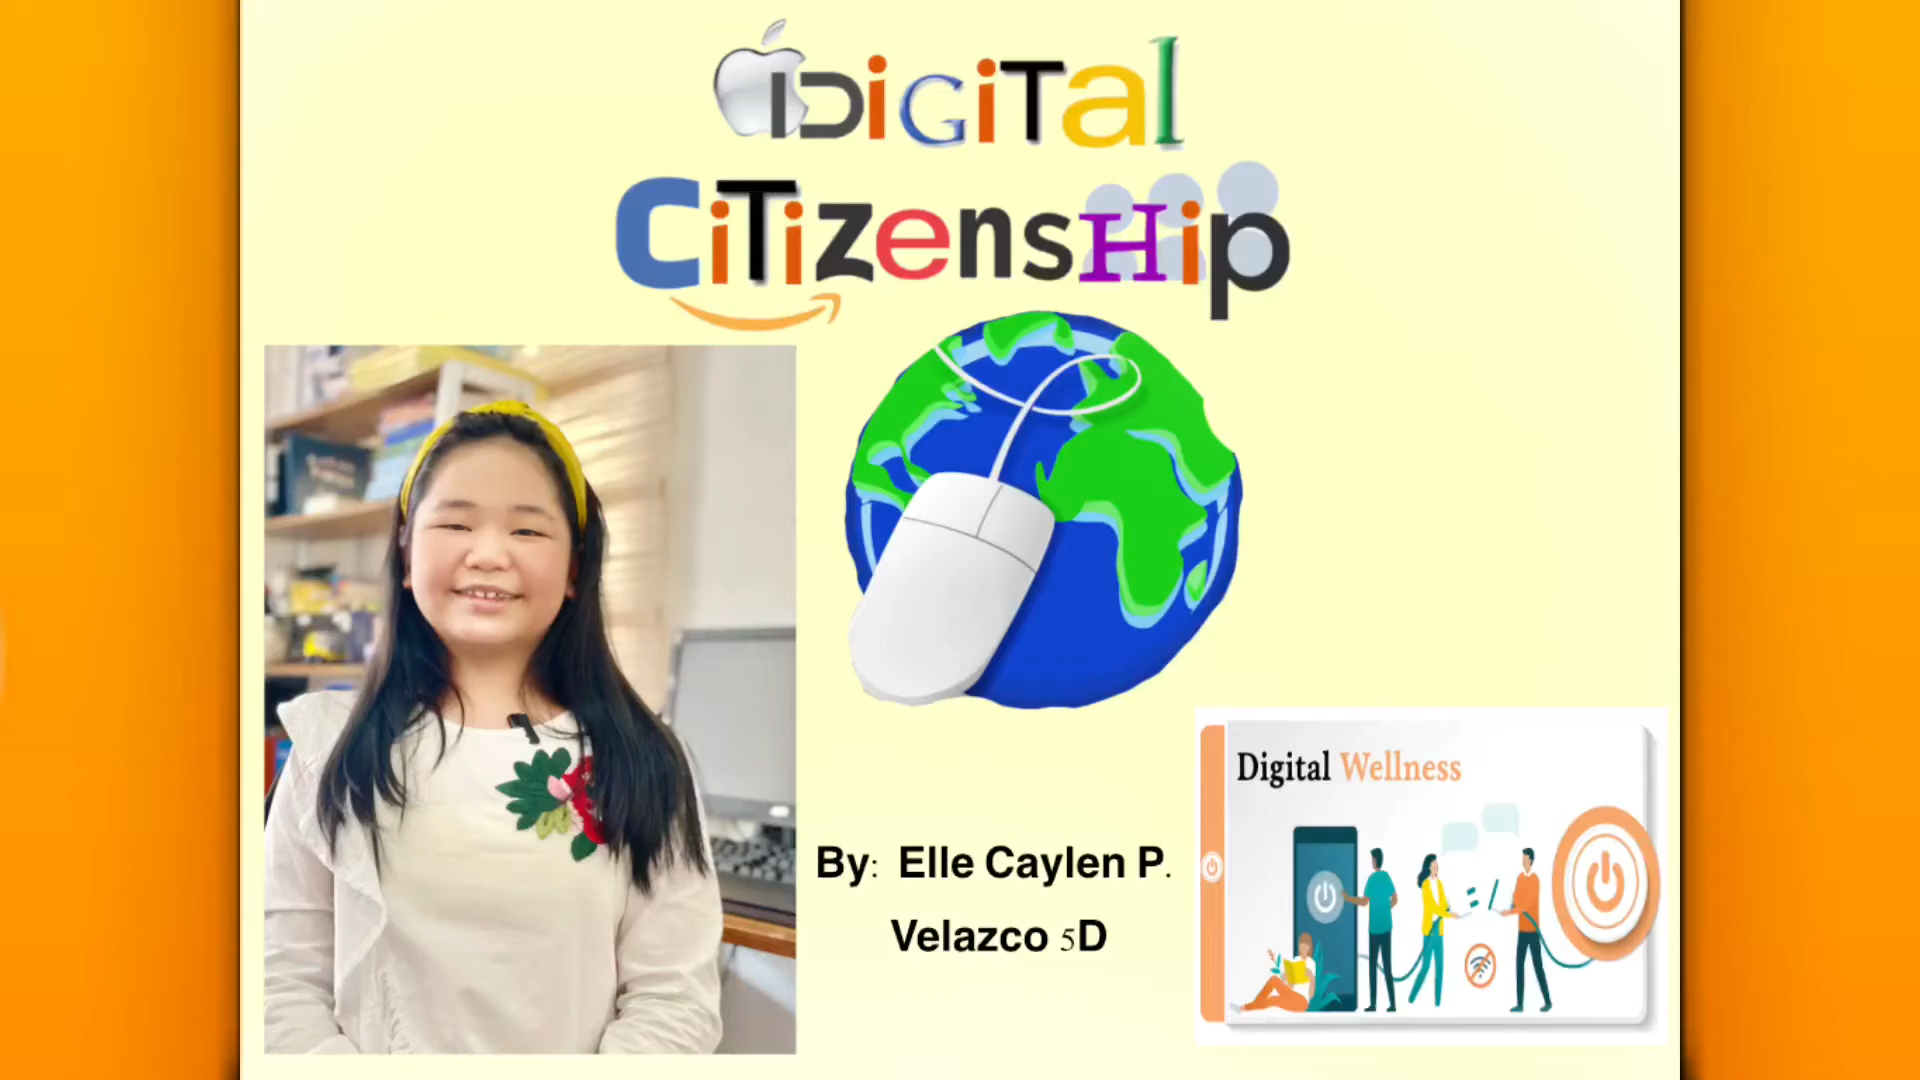 DiGiTal
CiTizensHip
By: Elle Caylen P.
Velazco 5D
Digital Wellness